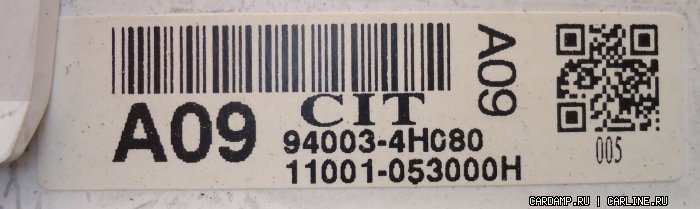 CIT
A09
94003-4H080
11001-053000H
A09
005
CARDAMP.RU | CARLINE.RU